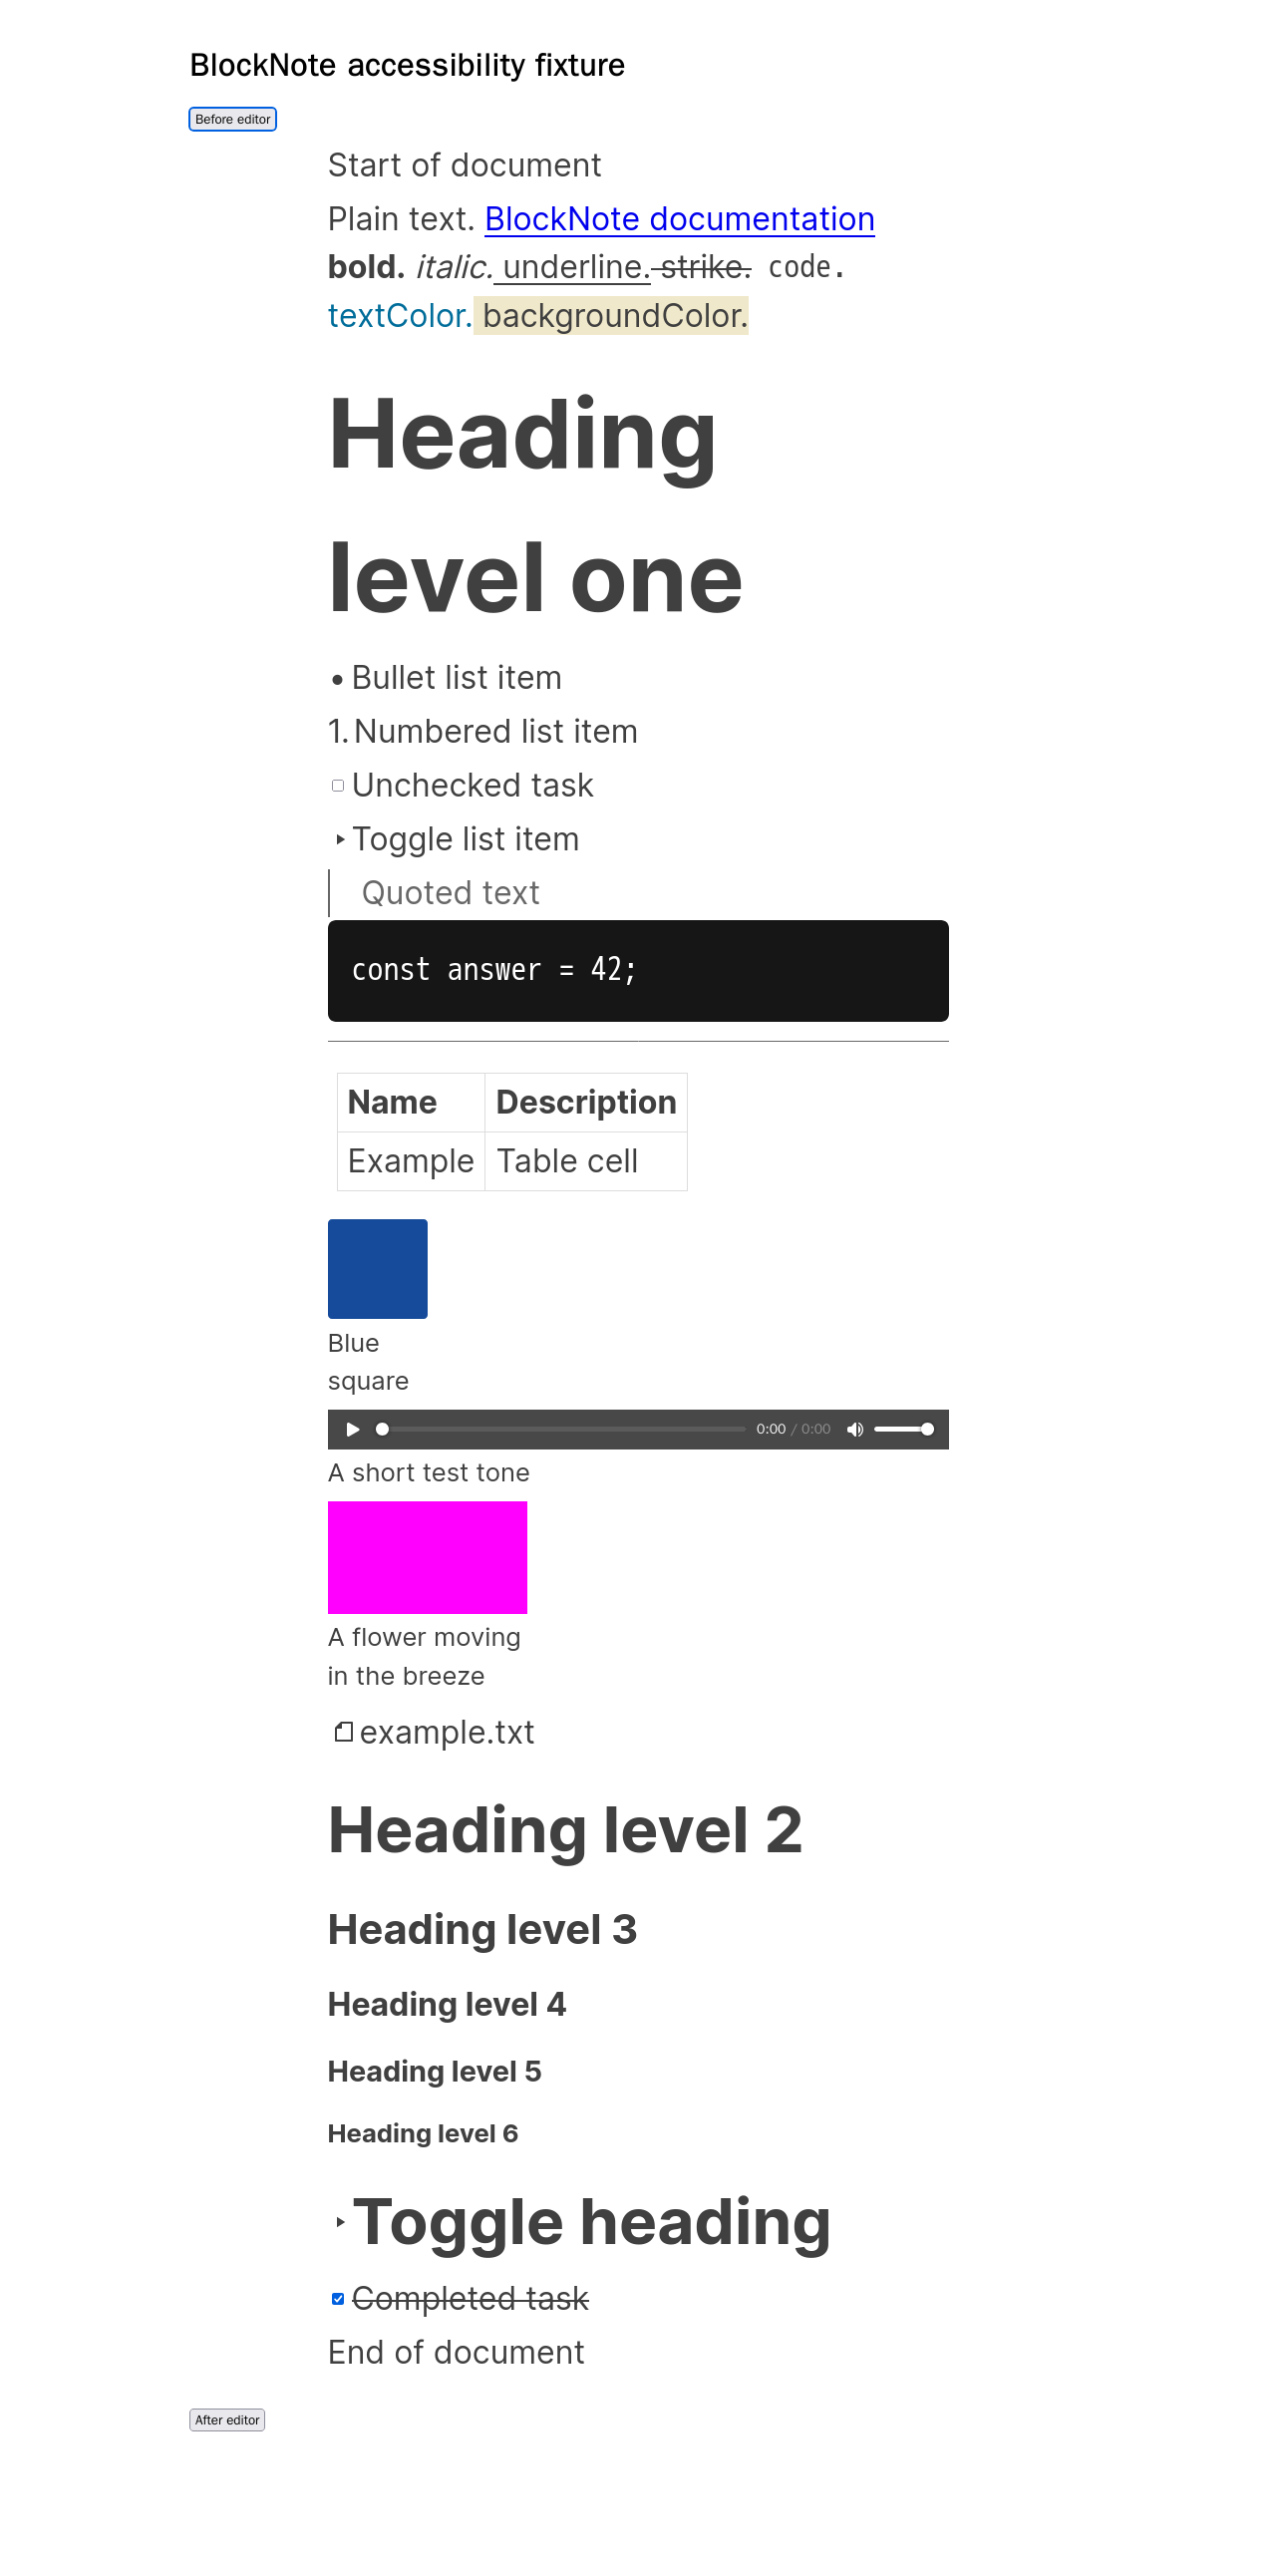 BlockNote accessibility fixture
Before editor
Start of document
Plain text. BlockNote documentation
bold. italic. underline. strike. code.
textColor. backgroundColor.
Heading
level one
• Bullet list item
1. Numbered list item
Unchecked task
Toggle list item
Quoted text
const answer = 42;
Name Description
Example Table cell
Blue
square
0:00 / 0:00
A short test tone
A flower moving
in the breeze
example.txt
Heading level 2
Heading level 3
Heading level 4
Heading level 5
Heading level 6
Toggle heading
Completed task
End of document
After editor